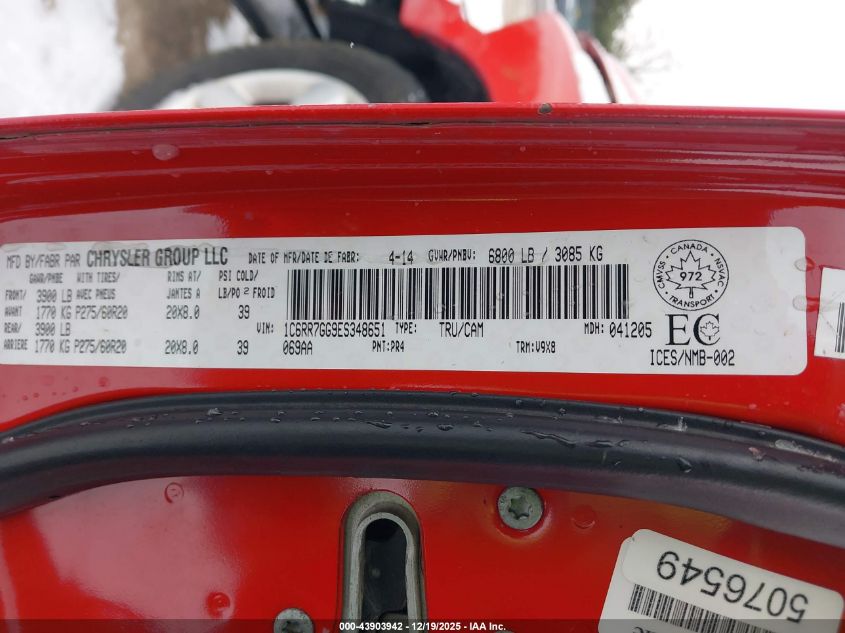 MFD BY/FABR PAR CHRYSLER GROUP LLC DATE OF MFR/DATE DE FABR: 4-14 GVWR/PNBV: 6800 LB / 3085 KG
GAWR/PNBE WITH TIRES/ RIMS AT/ PSI COLD/
FRONT/ 3900 LB AVEC PNEUS JANTES A LB/PO² FROID
AVANT 1770 KG P275/60R20 20X8.0 39
REAR/ 3900 LB
ARRIERE 1770 KG P275/60R20 20X8.0 39
VIN: 1C6RR7GG9ES348651 TYPE: TRU/CAM MDH: 041205
069AA PNT:PR4 TRM:V9X8
CANADA
CMVSS NSVAC
972
TRANSPORT
EC
ICES/NMB-002
5076549
000-43903942 - 12/19/2025 - IAA Inc.